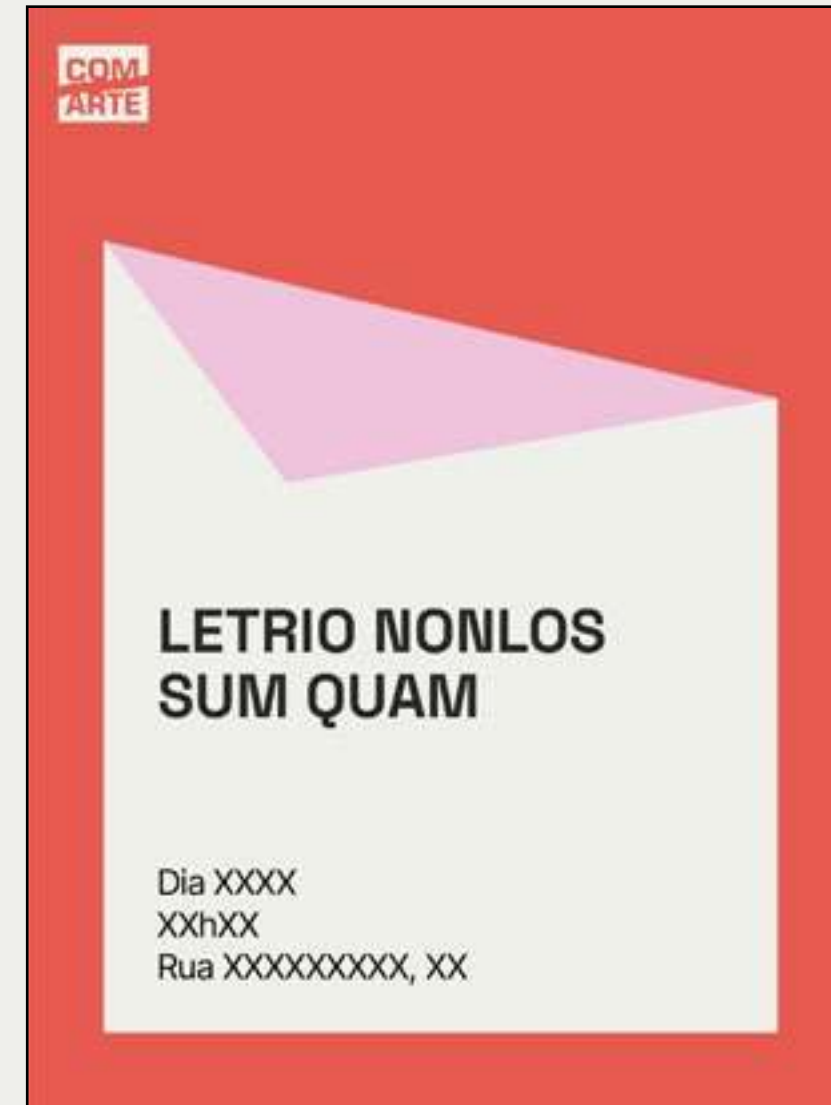 COM
ARTE
LETRIO NONLOS
SUM QUAM
Dia XXXX
XXhXX
Rua XXXXXXXXX, XX